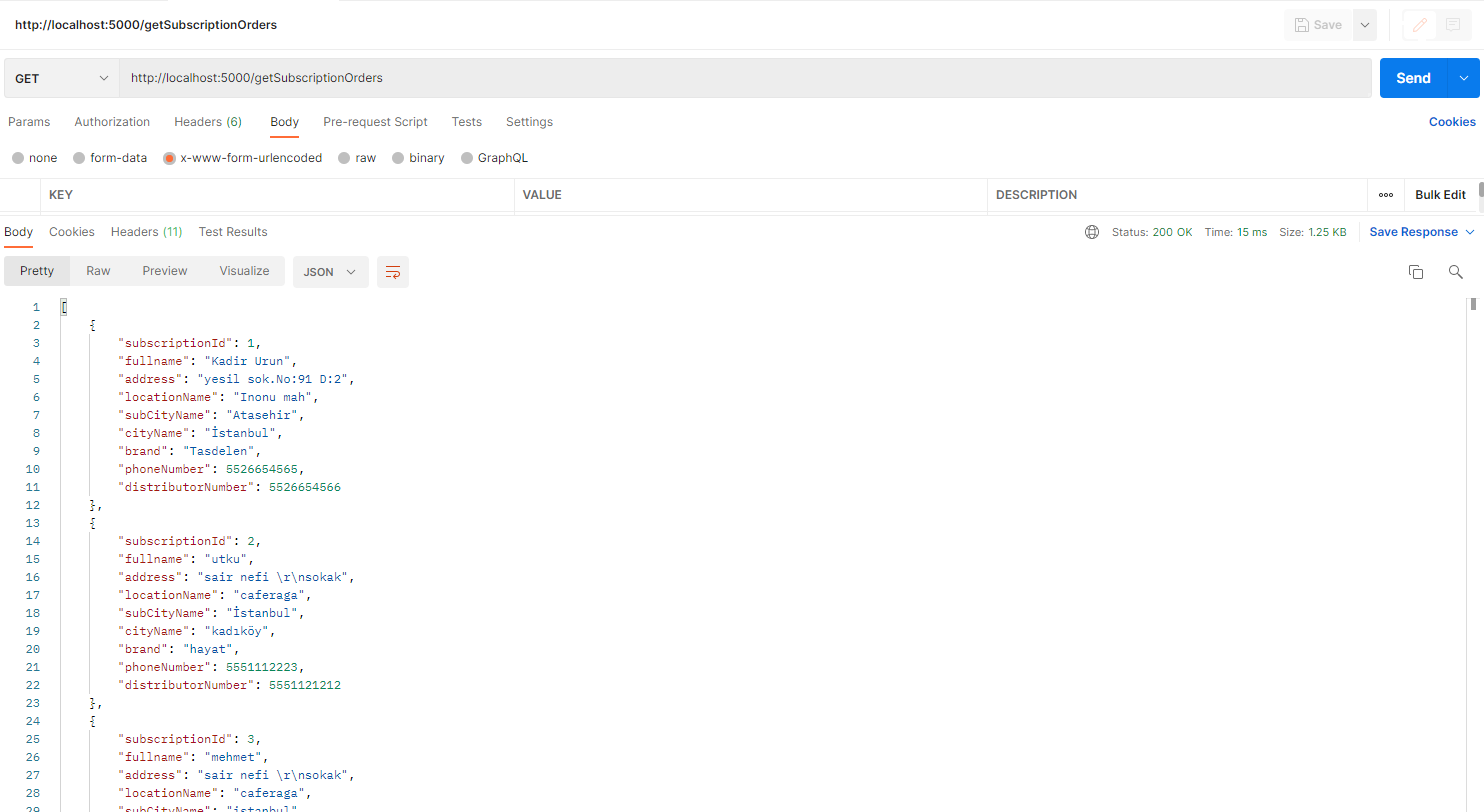 http://localhost:5000/getSubscriptionOrders
Save
GET
http://localhost:5000/getSubscriptionOrders
Send
Params Authorization Headers (6) Body Pre-request Script Tests Settings
Cookies
none form-data x-www-form-urlencoded raw binary GraphQL
KEY VALUE DESCRIPTION ooo Bulk Edit
Body Cookies Headers (11) Test Results
Status: 200 OK Time: 15 ms Size: 1.25 KB Save Response
Pretty Raw Preview Visualize JSON
1 [
2 {
3 "subscriptionId": 1,
4 "fullname": "Kadir Urun",
5 "address": "yesil sok.No:91 D:2",
6 "locationName": "Inonu mah",
7 "subCityName": "Atasehir",
8 "cityName": "İstanbul",
9 "brand": "Tasdelen",
10 "phoneNumber": 5526654565,
11 "distributorNumber": 5526654566
12 },
13 {
14 "subscriptionId": 2,
15 "fullname": "utku",
16 "address": "sair nefi \r\nsokak",
17 "locationName": "caferaga",
18 "subCityName": "İstanbul",
19 "cityName": "kadıköy",
20 "brand": "hayat",
21 "phoneNumber": 5551112223,
22 "distributorNumber": 5551121212
23 },
24 {
25 "subscriptionId": 3,
26 "fullname": "mehmet",
27 "address": "sair nefi \r\nsokak",
28 "locationName": "caferaga",
29 "subCityName": "istanbul"